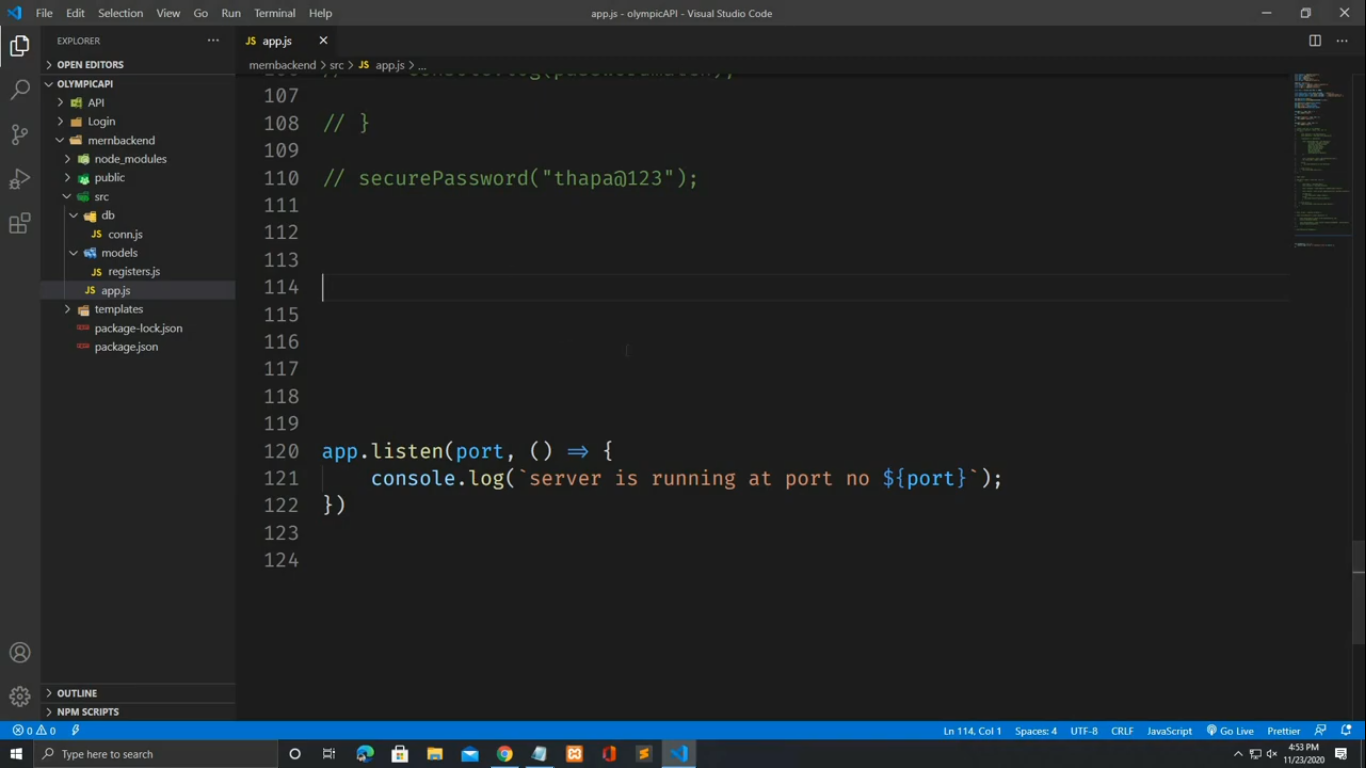 File Edit Selection View Go Run Terminal Help
app.js - olympicAPI - Visual Studio Code
EXPLORER
OPEN EDITORS
OLYMPICAPI
API
Login
mernbackend
node_modules
public
src
db
JS conn.js
models
JS registers.js
JS app.js
templates
package-lock.json
package.json
OUTLINE
NPM SCRIPTS
JS app.js
mernbackend > src > JS app.js > ...
107
108 // }
109
110 // securePassword("thapa@123");
111
112
113
114
115
116
117
118
119
120 app.listen(port, () => {
121 console.log(`server is running at port no ${port}`);
122 })
123
124
0 0
Ln 114, Col 1 Spaces: 4 UTF-8 CRLF JavaScript Go Live Prettier
Type here to search
4:53 PM
11/23/2020